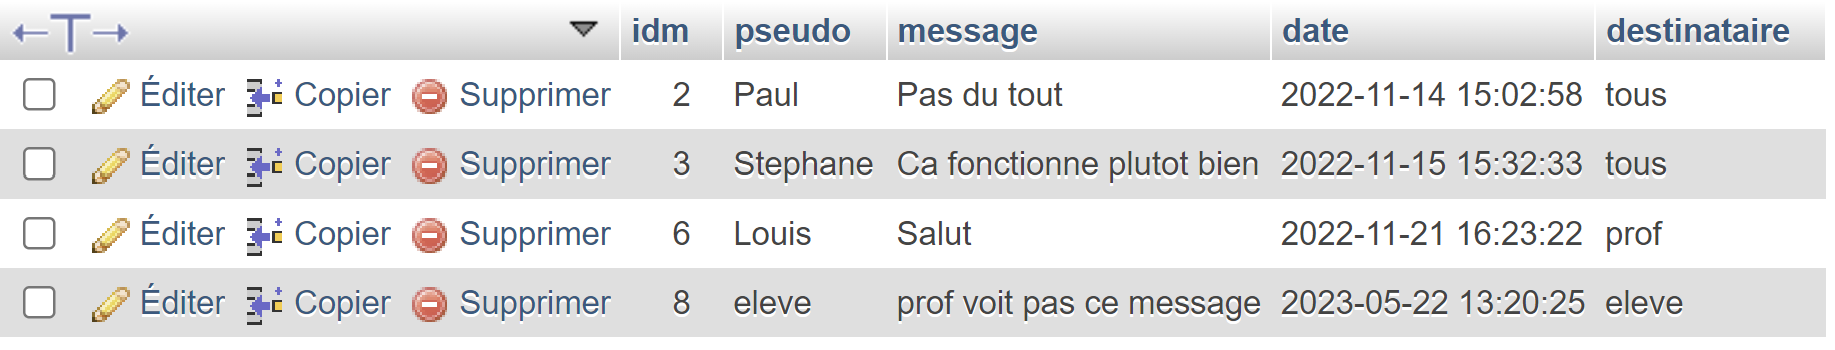 ←T→ idm pseudo message date destinataire
Éditer Copier Supprimer 2 Paul Pas du tout 2022-11-14 15:02:58 tous
Éditer Copier Supprimer 3 Stephane Ca fonctionne plutot bien 2022-11-15 15:32:33 tous
Éditer Copier Supprimer 6 Louis Salut 2022-11-21 16:23:22 prof
Éditer Copier Supprimer 8 eleve prof voit pas ce message 2023-05-22 13:20:25 eleve